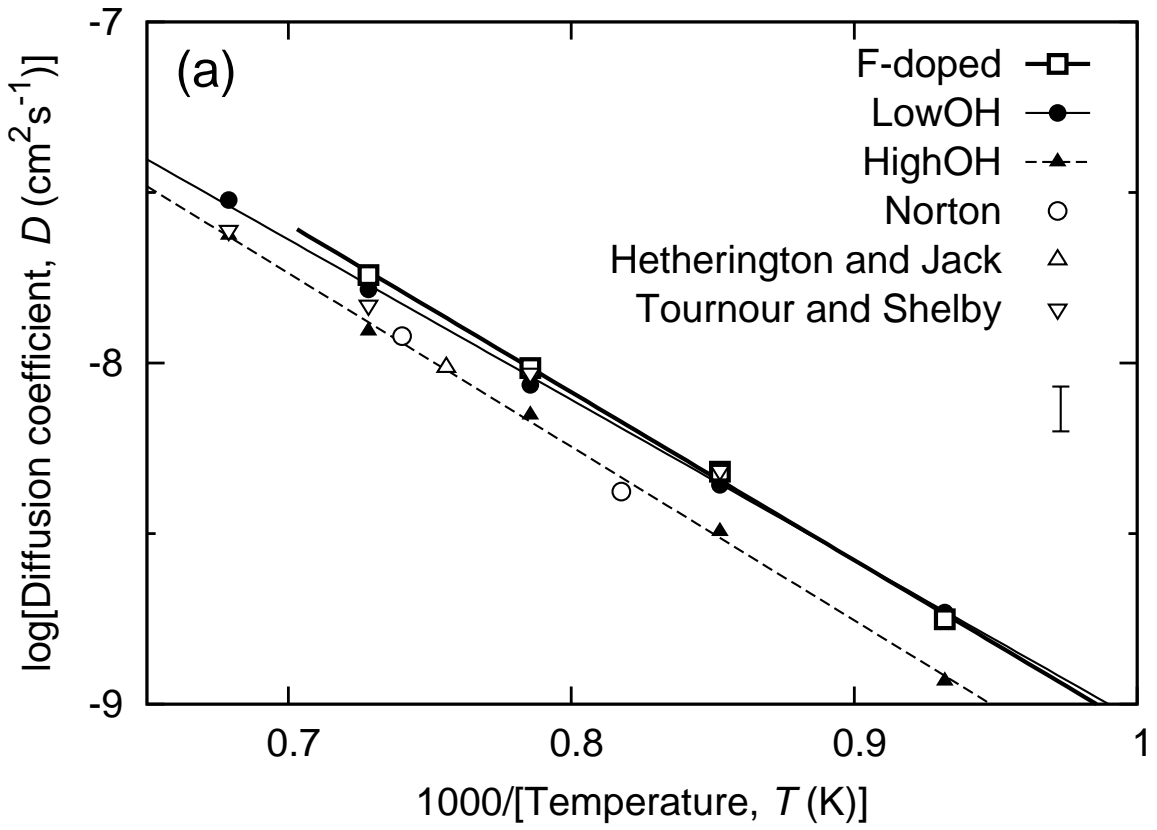 (a)
F-doped
LowOH
HighOH
Norton
Hetherington and Jack
Tournour and Shelby
-7
-8
-9
log[Diffusion coefficient, D (cm²s⁻¹)]
0.7 0.8 0.9 1
1000/[Temperature, T (K)]